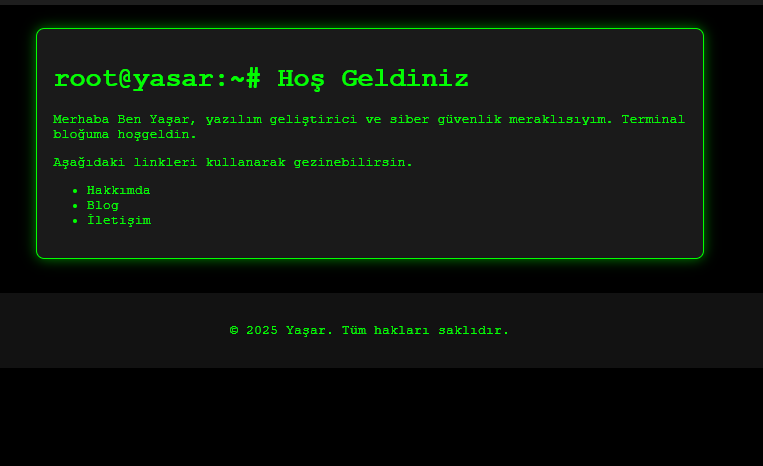 root@yasar:~# Hoş Geldiniz
Merhaba Ben Yaşar, yazılım geliştirici ve siber güvenlik meraklısıyım. Terminal
bloğuma hoşgeldin.
Aşağıdaki linkleri kullanarak gezinebilirsin.
• Hakkımda
• Blog
• İletişim
© 2025 Yaşar. Tüm hakları saklıdır.